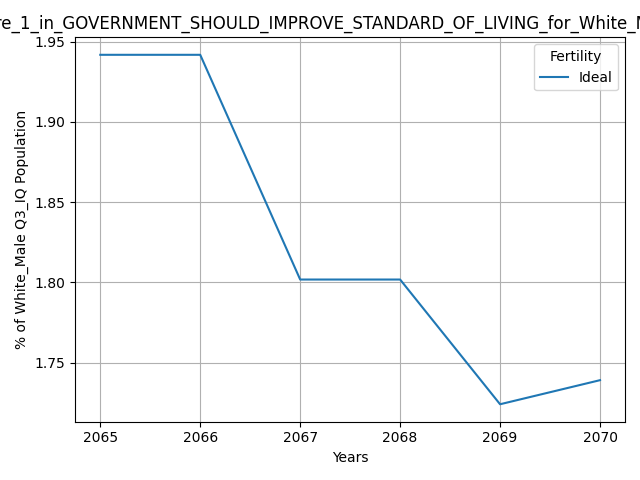 re_1_in_GOVERNMENT_SHOULD_IMPROVE_STANDARD_OF_LIVING_for_White_M
1.95
1.90
1.85
1.80
1.75
% of White_Male Q3_IQ Population
Fertility
Ideal
2065 2066 2067 2068 2069 2070
Years